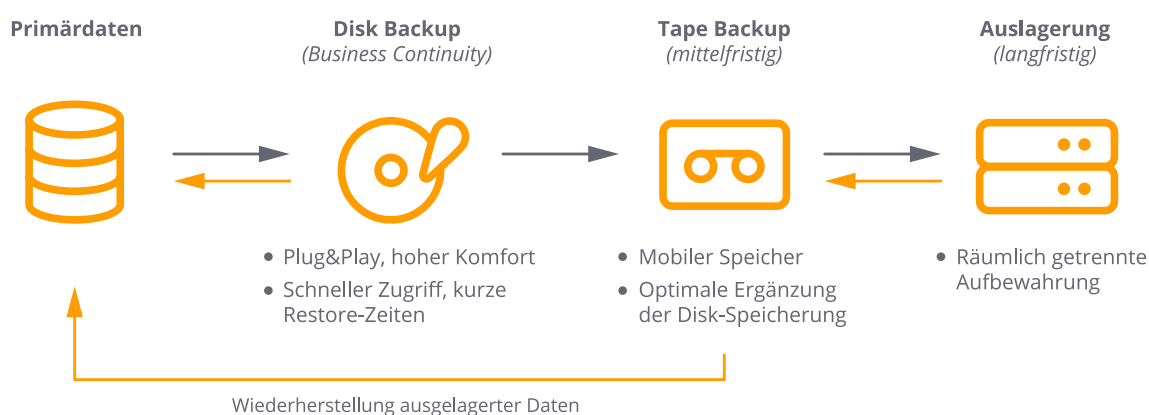 Primärdaten
Disk Backup
(Business Continuity)
Tape Backup
(mittelfristig)
Auslagerung
(langfristig)
• Plug&Play, hoher Komfort
• Schneller Zugriff, kurze
Restore-Zeiten
• Mobiler Speicher
• Optimale Ergänzung
der Disk-Speicherung
• Räumlich getrennte
Aufbewahrung
Wiederherstellung ausgelagerter Daten